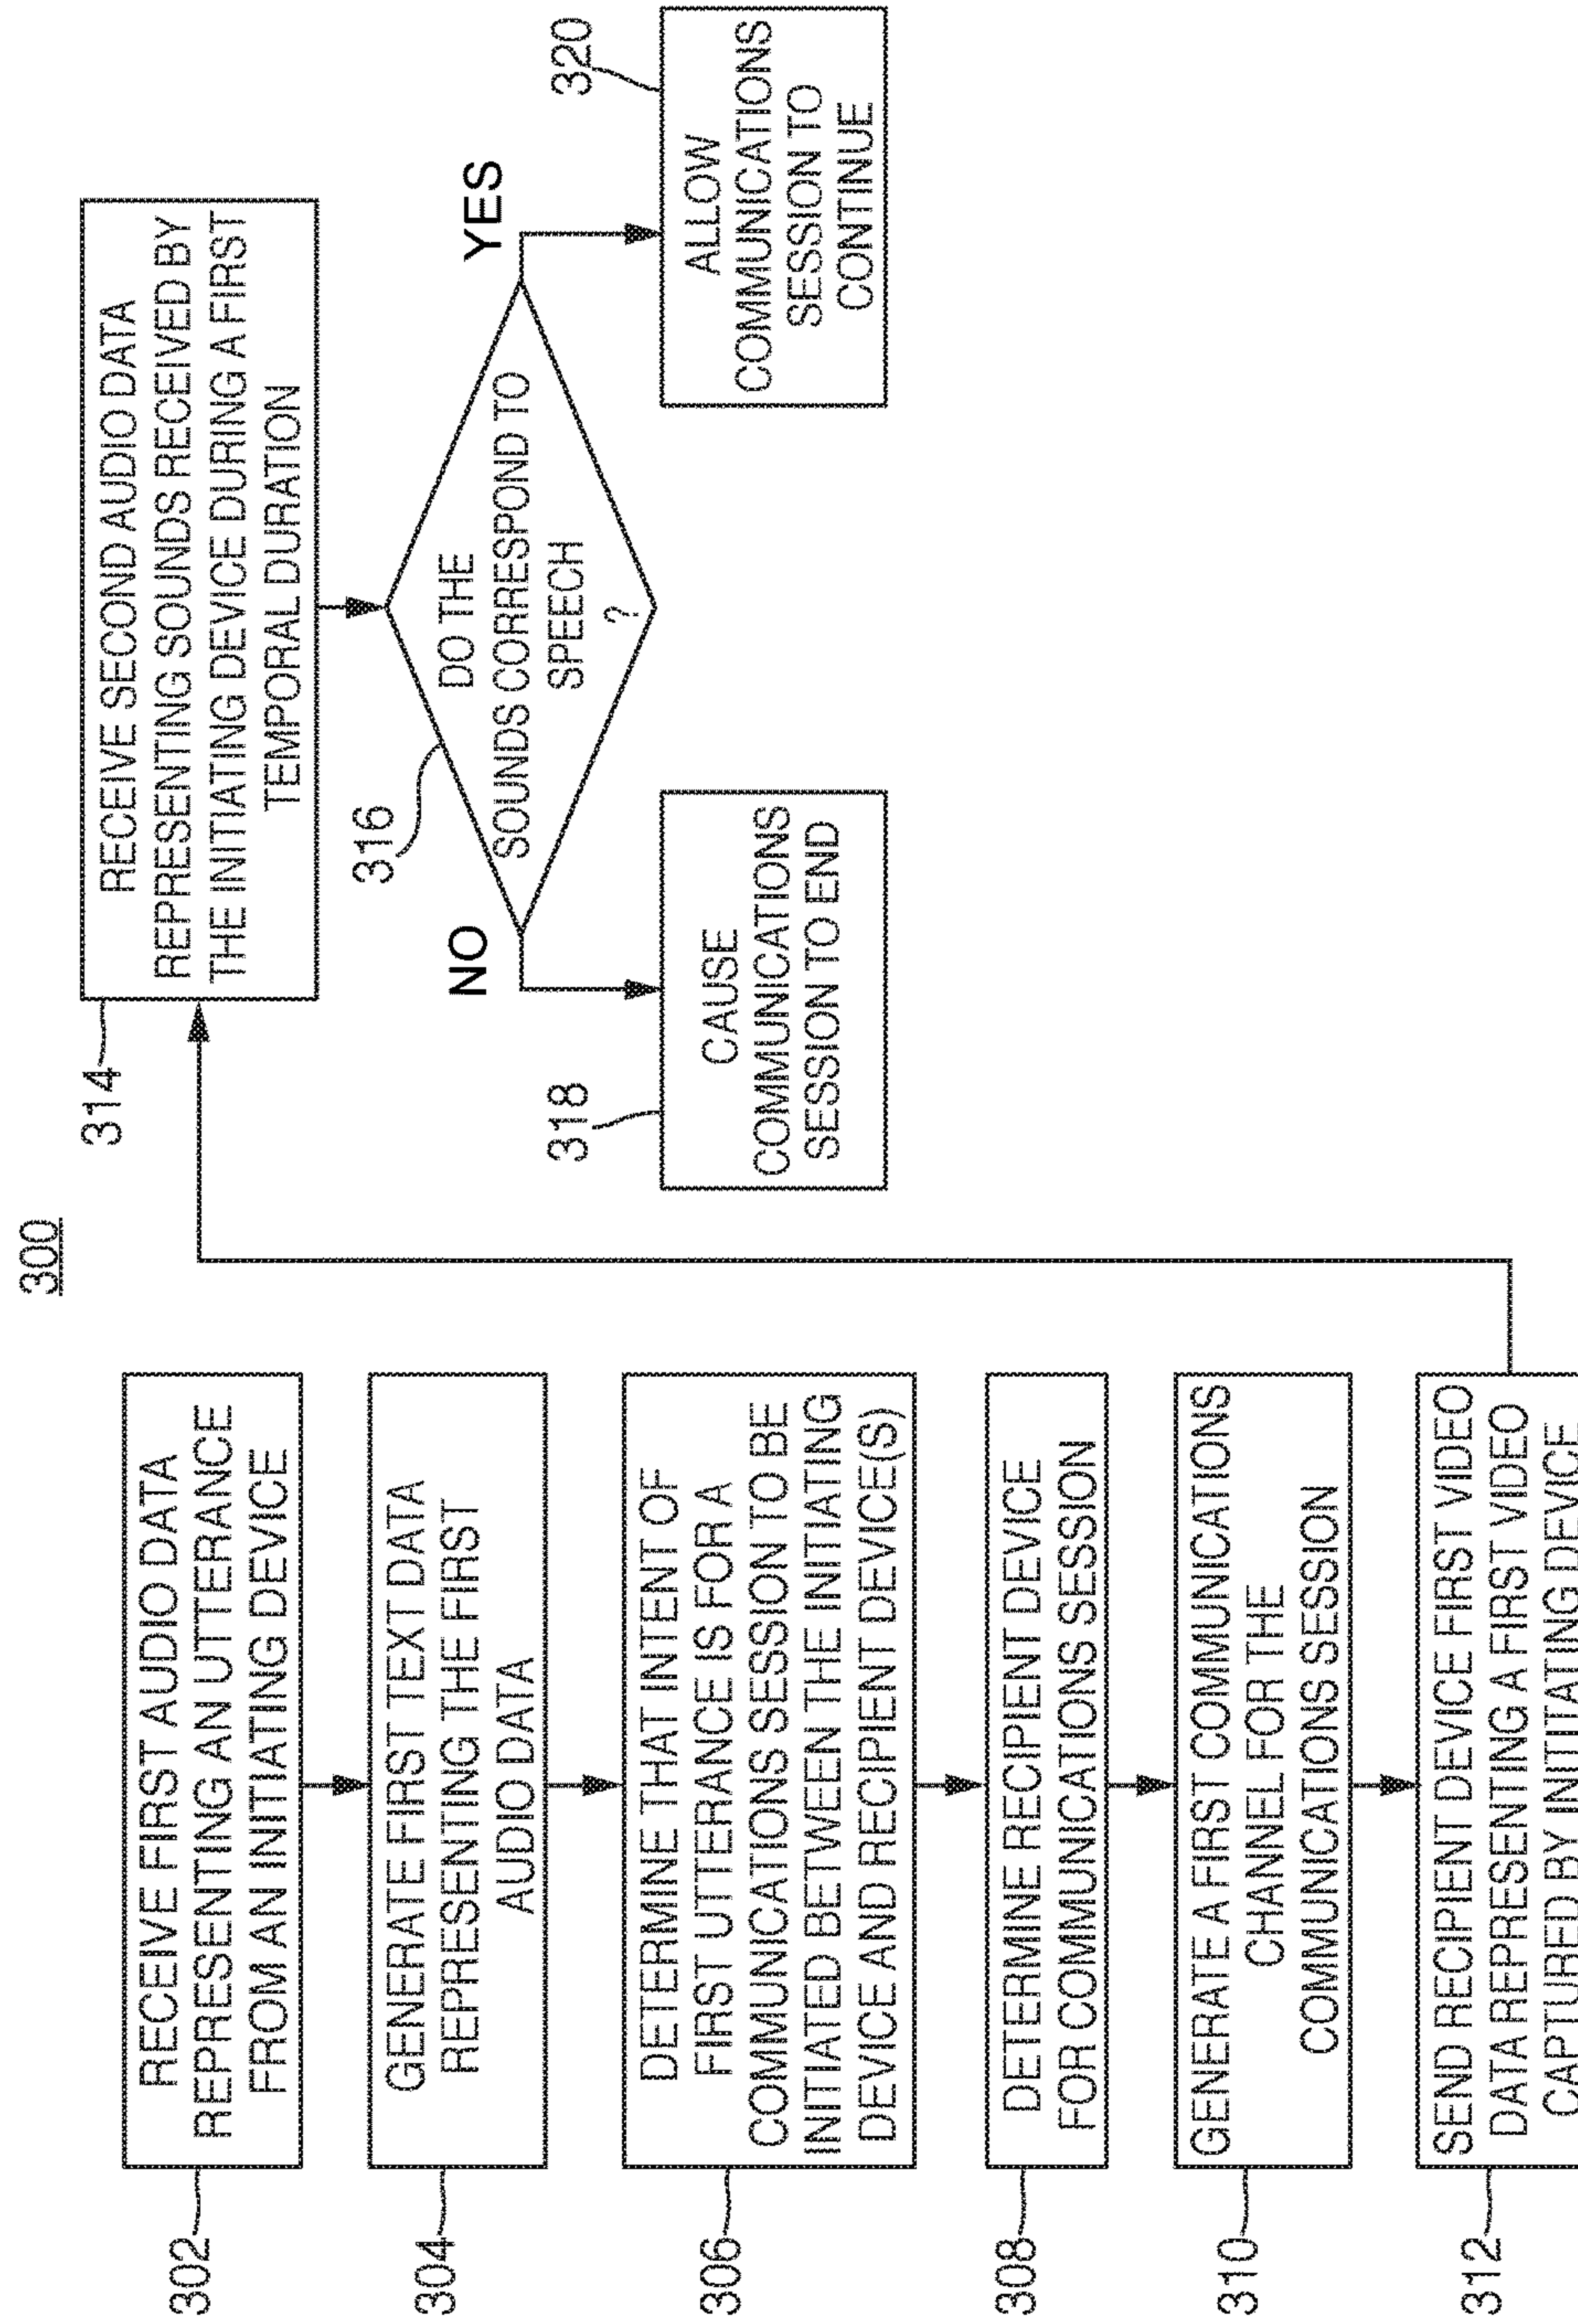 300
302
RECEIVE FIRST AUDIO DATA
REPRESENTING AN UTTERANCE
FROM AN INITIATING DEVICE
304
GENERATE FIRST TEXT DATA
REPRESENTING THE FIRST
AUDIO DATA
306
DETERMINE THAT INTENT OF
FIRST UTTERANCE IS FOR A
COMMUNICATIONS SESSION TO BE
INITIATED BETWEEN THE INITIATING
DEVICE AND RECIPIENT DEVICE(S)
308
DETERMINE RECIPIENT DEVICE
FOR COMMUNICATIONS SESSION
310
GENERATE A FIRST COMMUNICATIONS
CHANNEL FOR THE
COMMUNICATIONS SESSION
312
SEND RECIPIENT DEVICE FIRST VIDEO
DATA REPRESENTING A FIRST VIDEO
CAPTURED BY INITIATING DEVICE
314
RECEIVE SECOND AUDIO DATA
REPRESENTING SOUNDS RECEIVED BY
THE INITIATING DEVICE DURING A FIRST
TEMPORAL DURATION
316
DO THE
SOUNDS CORRESPOND TO
SPEECH
?
NO
YES
318
CAUSE
COMMUNICATIONS
SESSION TO END
320
ALLOW
COMMUNICATIONS
SESSION TO
CONTINUE